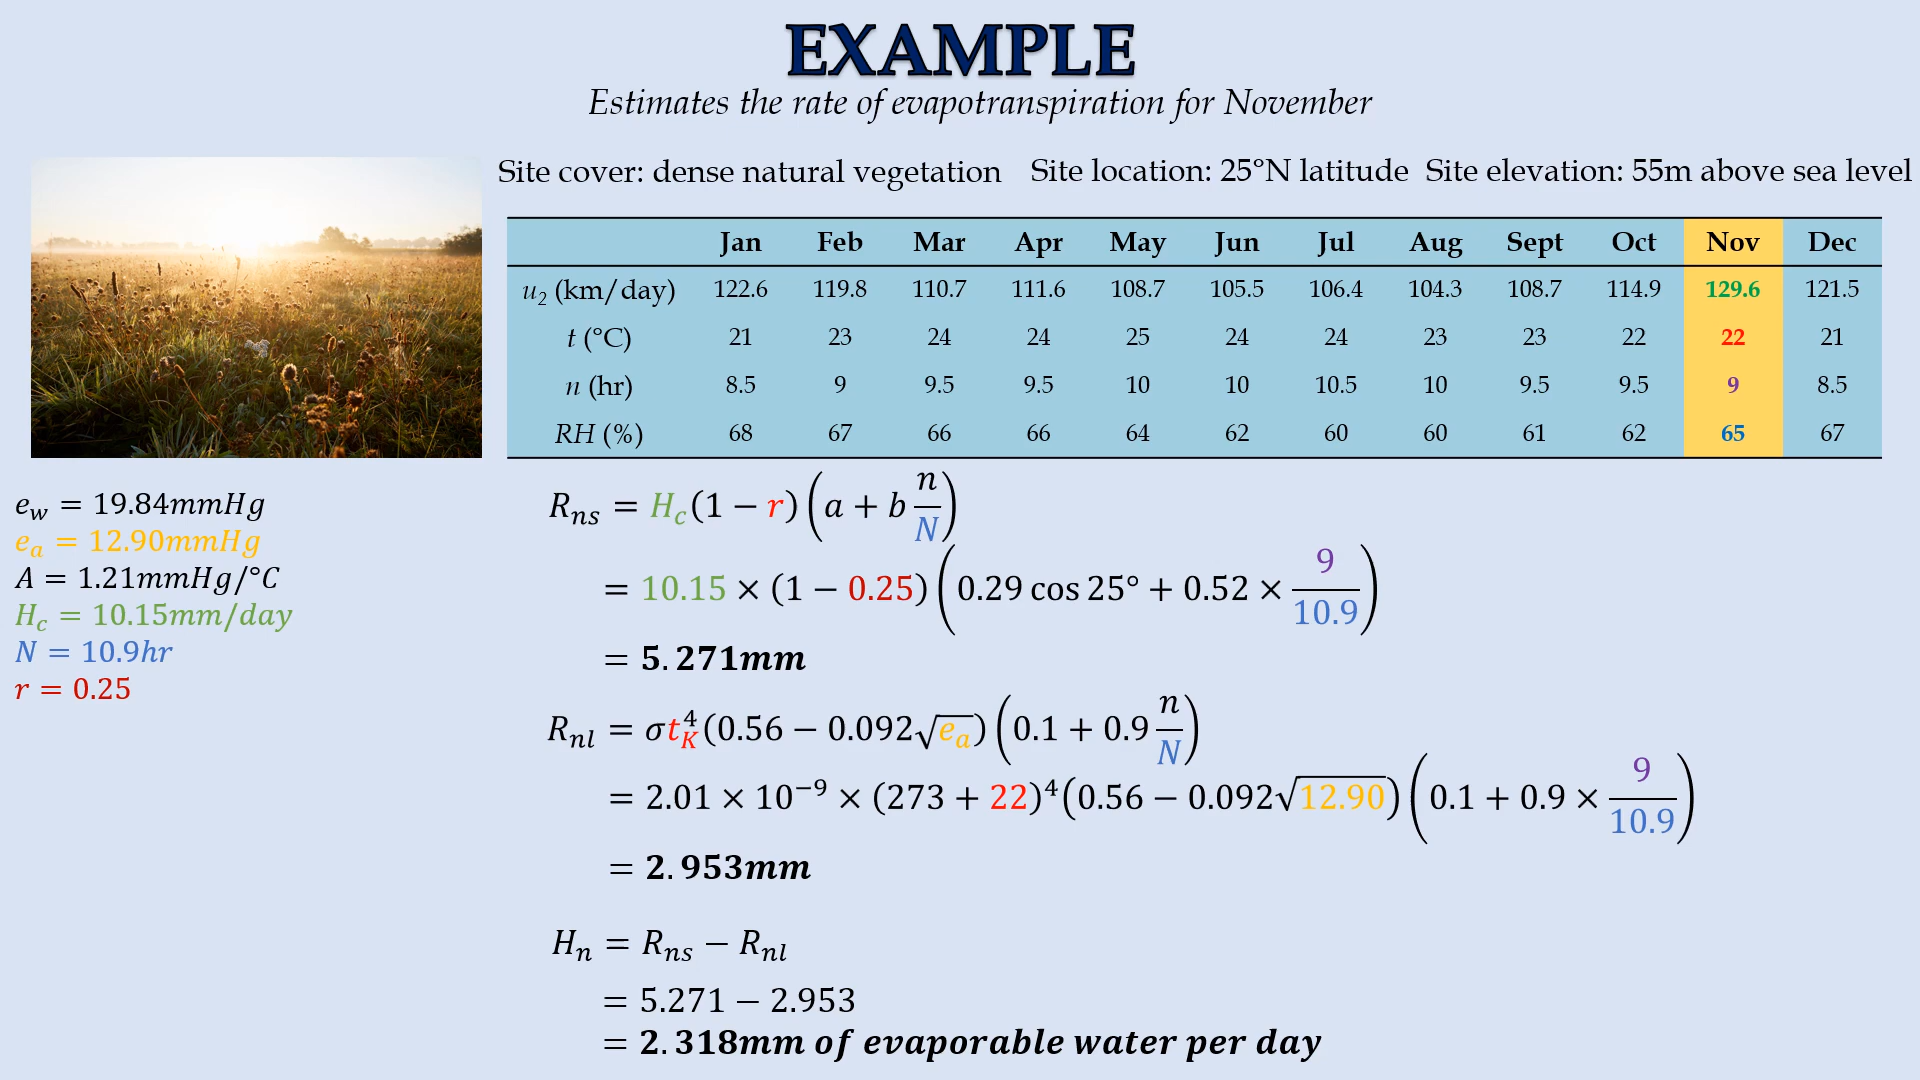 EXAMPLE
Estimates the rate of evapotranspiration for November
Site cover: dense natural vegetation Site location: 25°N latitude Site elevation: 55m above sea level
Jan Feb Mar Apr May Jun Jul Aug Sept Oct Nov Dec
u₂ (km/day) 122.6 119.8 110.7 111.6 108.7 105.5 106.4 104.3 108.7 114.9 129.6 121.5
t (°C) 21 23 24 24 25 24 24 23 23 22 22 21
n (hr) 8.5 9 9.5 9.5 10 10 10.5 10 9.5 9.5 9 8.5
RH (%) 68 67 66 66 64 62 60 60 61 62 65 67
e_w = 19.84mmHg
e_a = 12.90mmHg
A = 1.21mmHg/°C
H_c = 10.15mm/day
N = 10.9hr
r = 0.25
R_ns = H_c(1 − r)(a + b n/N)
= 10.15 × (1 − 0.25)(0.29 cos 25° + 0.52 × 9/10.9)
= 5.271mm
R_nl = σt_K^4(0.56 − 0.092√e_a)(0.1 + 0.9 n/N)
= 2.01 × 10⁻⁹ × (273 + 22)⁴(0.56 − 0.092√12.90)(0.1 + 0.9 × 9/10.9)
= 2.953mm
H_n = R_ns − R_nl
= 5.271 − 2.953
= 2.318mm of evaporable water per day